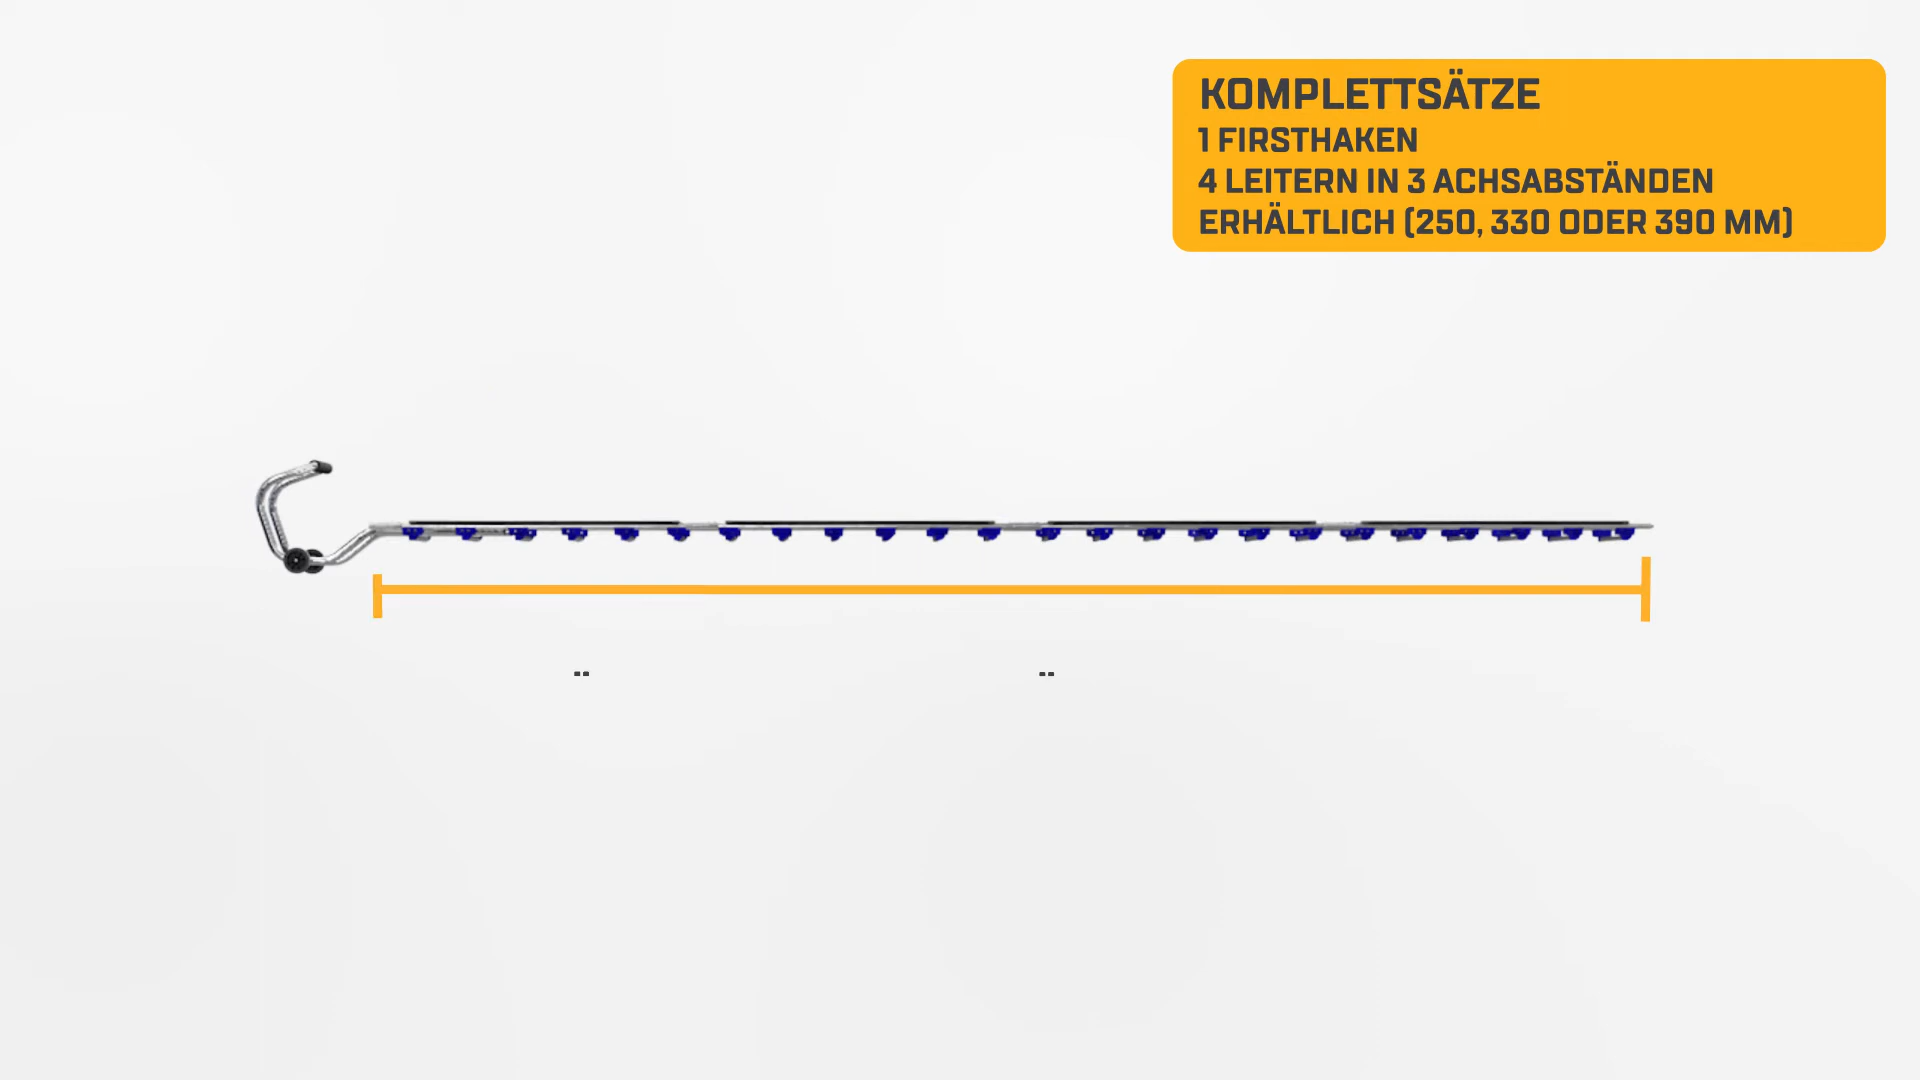 KOMPLETTSÄTZE
1 FIRSTHAKEN
4 LEITERN IN 3 ACHSABSTÄNDEN
ERHÄLTLICH (250, 330 ODER 390 MM)